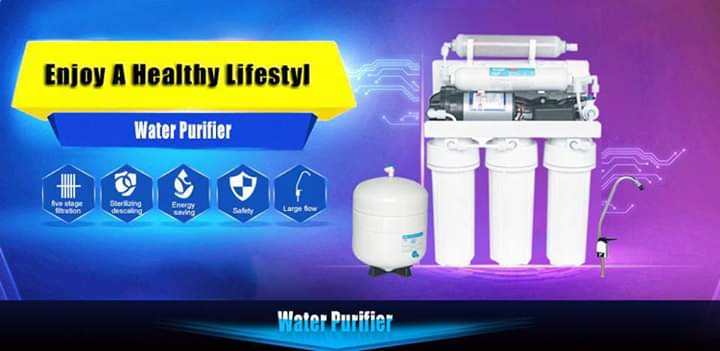 Enjoy A Healthy Lifestyl
Water Purifier
five stage
filtration
Sterilizing
descaling
Energy
saving
Safety
Large flow
Water Purifier